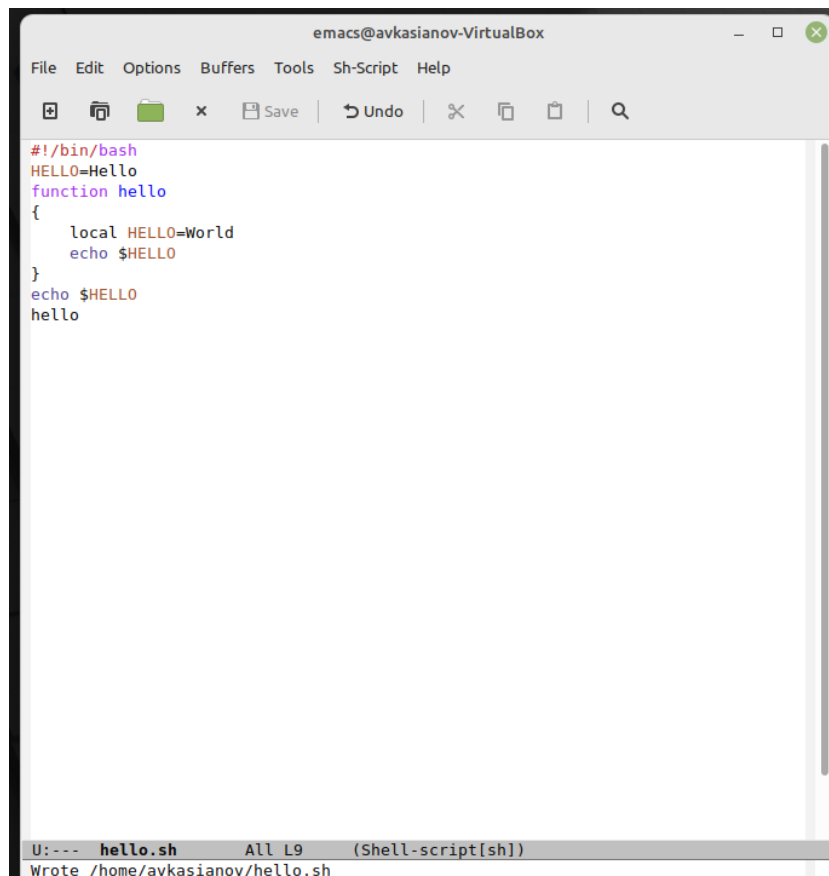 emacs@avkasianov-VirtualBox
File Edit Options Buffers Tools Sh-Script Help
Save Undo
#!/bin/bash
HELLO=Hello
function hello
{
    local HELLO=World
    echo $HELLO
}
echo $HELLO
hello
U:--- hello.sh All L9 (Shell-script[sh])
Wrote /home/avkasianov/hello.sh